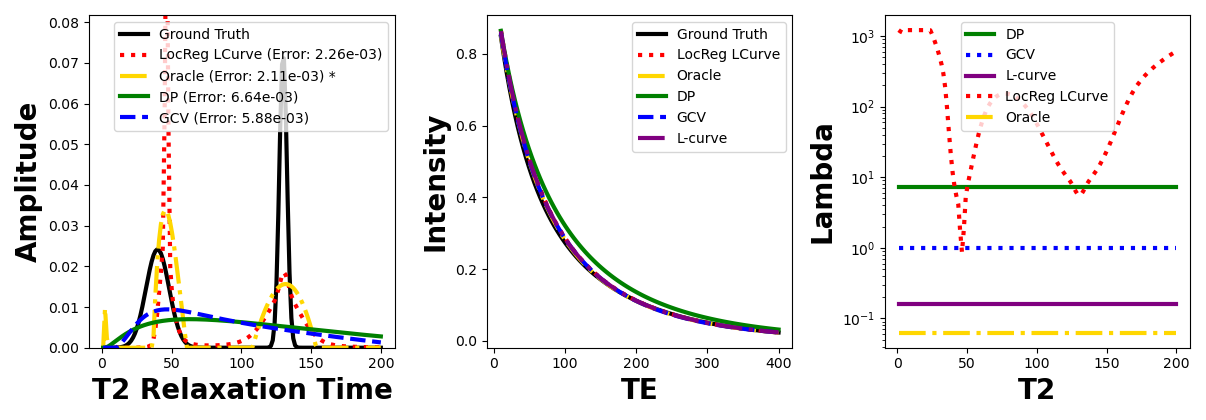 0.08
0.07
0.06
0.05
0.04
0.03
0.02
0.01
0.00
Amplitude
Ground Truth
LocReg LCurve (Error: 2.26e-03)
Oracle (Error: 2.11e-03) *
DP (Error: 6.64e-03)
GCV (Error: 5.88e-03)
0 50 100 150 200
T2 Relaxation Time
0.8
0.6
0.4
0.2
0.0
Intensity
Ground Truth
LocReg LCurve
Oracle
DP
GCV
L-curve
0 100 200 300 400
TE
10³
10²
10¹
10⁰
10⁻¹
Lambda
DP
GCV
L-curve
LocReg LCurve
Oracle
0 50 100 150 200
T2